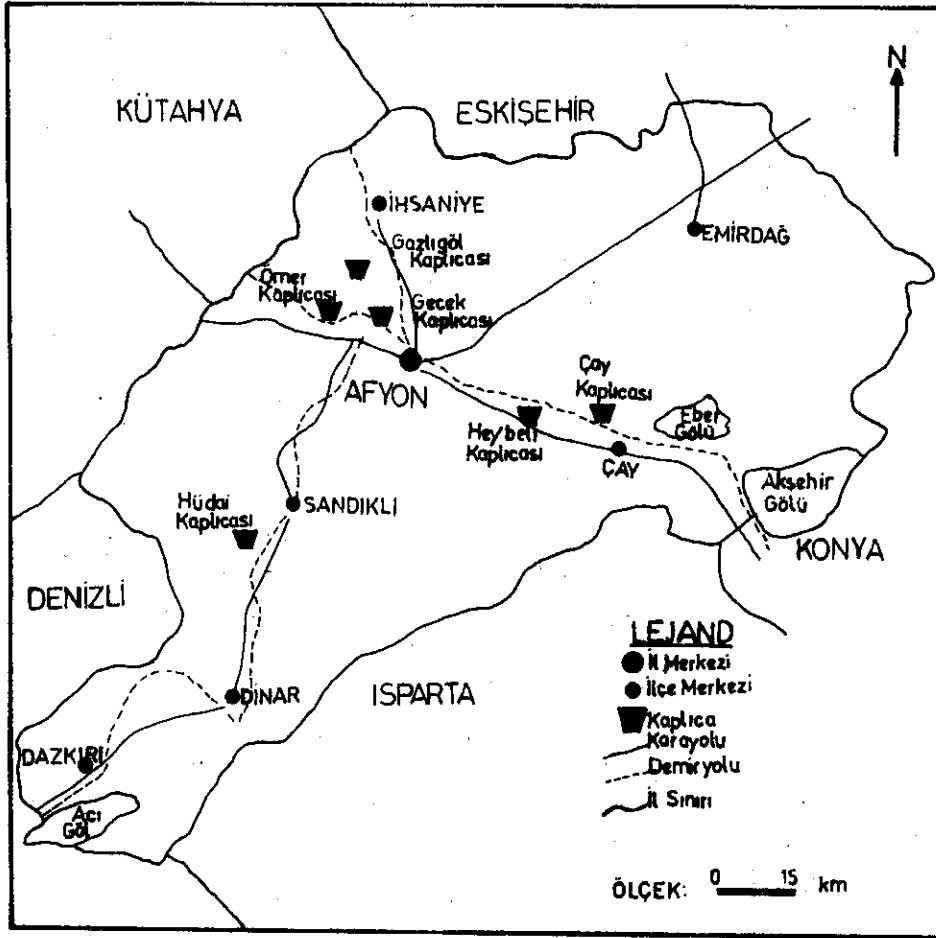 N
KÜTAHYA
ESKİŞEHİR
İHSANİYE
EMİRDAĞ
Gazlıgöl
Kaplıcası
Ömer
Kaplıcası
Gecek
Kaplıcası
AFYON
Çay
Kaplıcası
Heybeli
Kaplıcası
Eber
Gölü
ÇAY
Akşehir
Gölü
Hüdai
Kaplıcası
SANDIKLI
KONYA
DENİZLİ
ISPARTA
DİNAR
DAZKIRI
Acı
Göl
LEJAND
İl Merkezi
İlçe Merkezi
Kaplıca
Karayolu
Demiryolu
İl Sınırı
ÖLÇEK: 0 15 km